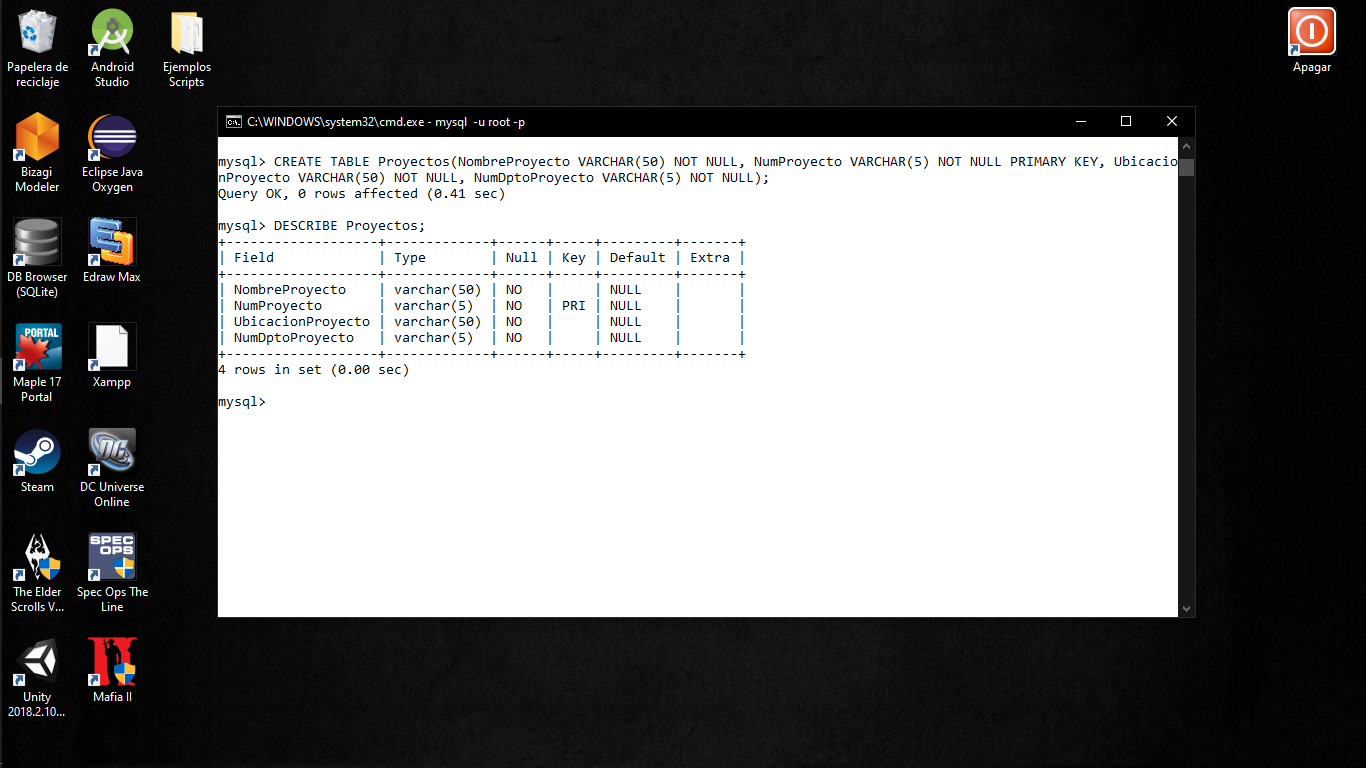 Papelera de
reciclaje
Android
Studio
Ejemplos
Scripts
Apagar
Bizagi
Modeler
Eclipse Java
Oxygen
DB Browser
(SQLite)
Edraw Max
PORTAL
Maple 17
Portal
Xampp
Steam
DC
DC Universe
Online
The Elder
Scrolls V...
SPEC
OPS
Spec Ops The
Line
Unity
2018.2.10...
II
Mafia II
C:\WINDOWS\system32\cmd.exe - mysql  -u root -p
mysql> CREATE TABLE Proyectos(NombreProyecto VARCHAR(50) NOT NULL, NumProyecto VARCHAR(5) NOT NULL PRIMARY KEY, Ubicacio
nProyecto VARCHAR(50) NOT NULL, NumDptoProyecto VARCHAR(5) NOT NULL);
Query OK, 0 rows affected (0.41 sec)
mysql> DESCRIBE Proyectos;
+-------------------+-------------+------+-----+---------+-------+
| Field             | Type        | Null | Key | Default | Extra |
+-------------------+-------------+------+-----+---------+-------+
| NombreProyecto    | varchar(50) | NO   |     | NULL    |       |
| NumProyecto       | varchar(5)  | NO   | PRI | NULL    |       |
| UbicacionProyecto | varchar(50) | NO   |     | NULL    |       |
| NumDptoProyecto   | varchar(5)  | NO   |     | NULL    |       |
+-------------------+-------------+------+-----+---------+-------+
4 rows in set (0.00 sec)
mysql>